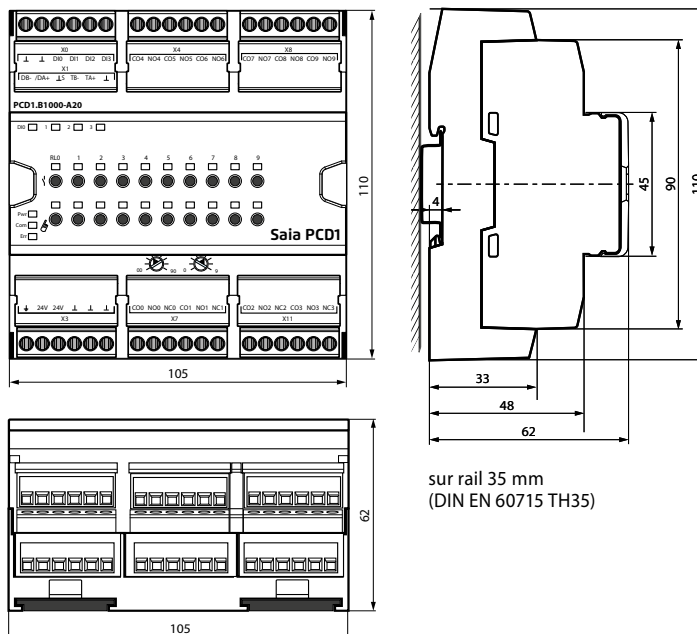 ⊥ ⊥ DI0 DI1 DI2 DI3
X0
X1
DB- /DA+ ⊥S TB- TA+ ⊥
CO4 NO4 CO5 NO5 CO6 NO6
X4
CO7 NO7 CO8 NO8 CO9 NO9
X8
PCD1.B1000-A20
DI0 1 2 3
RL0 1 2 3 4 5 6 7 8 9
Pwr
Com
Err
Saia PCD1
00 90 0 9
⏚ 24V 24V ⊥ ⊥ ⊥
X3
CO0 NO0 NC0 CO1 NO1 NC1
X7
CO2 NO2 NC2 CO3 NO3 NC3
X11
105
110
4
45
90
110
33
48
62
sur rail 35 mm
(DIN EN 60715 TH35)
62
105